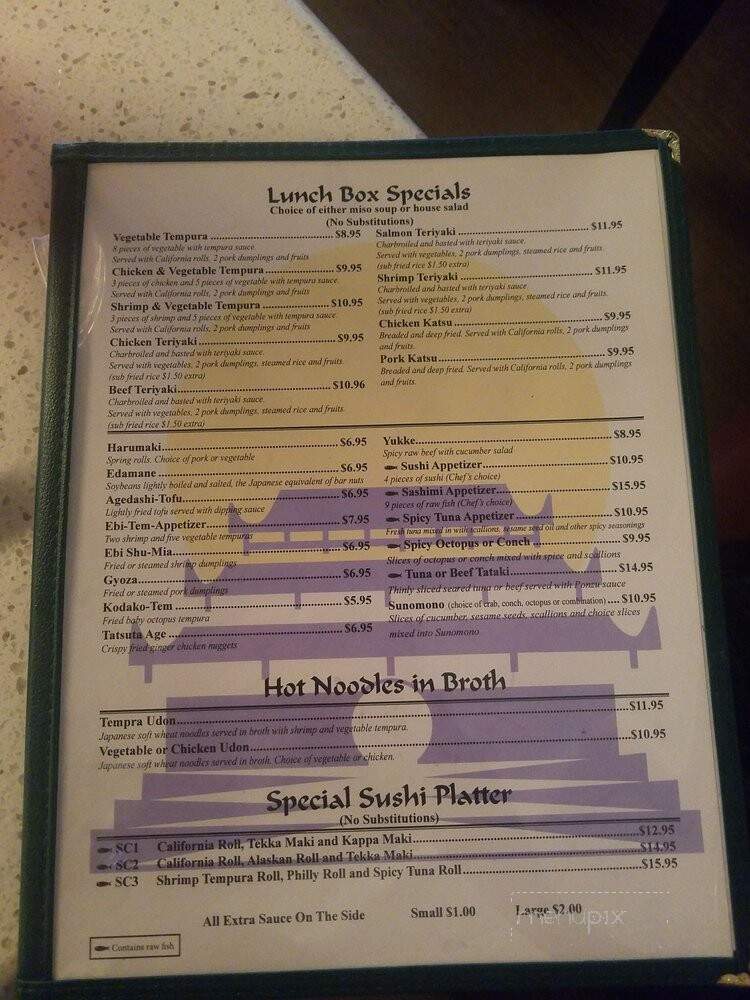 Lunch Box Specials
Choice of either miso soup or house salad
(No Substitutions)
Vegetable Tempura $8.95
8 pieces of vegetable with tempura sauce.
Served with California rolls, 2 pork dumplings and fruits
Chicken & Vegetable Tempura $9.95
3 pieces of chicken and 5 pieces of vegetable with tempura sauce.
Served with California rolls, 2 pork dumplings and fruits
Shrimp & Vegetable Tempura $10.95
3 pieces of shrimp and 5 pieces of vegetable with tempura sauce
Served with California rolls, 2 pork dumplings and fruits
Chicken Teriyaki $9.95
Charbroiled and basted with teriyaki sauce.
Served with vegetables, 2 pork dumplings, steamed rice and fruits.
(sub fried rice $1.50 extra)
Beef Teriyaki $10.96
Charbroiled and basted with teriyaki sauce.
Served with vegetables, 2 pork dumplings, steamed rice and fruits
(sub fried rice $1.50 extra)
Salmon Teriyaki $11.95
Charbroiled and basted with teriyaki sauce.
Served with vegetables, 2 pork dumplings, steamed rice and fruits.
(sub fried rice $1.50 extra)
Shrimp Teriyaki $11.95
Charbroiled and basted with teriyaki sauce
Served with vegetables, 2 pork dumplings, steamed rice and fruits.
(sub fried rice $1.50 extra)
Chicken Katsu $9.95
Breaded and deep fried. Served with California rolls, 2 pork dumplings
and fruits.
Pork Katsu $9.95
Breaded and deep fried. Served with California rolls, 2 pork dumplings
and fruits.
Harumaki $6.95
Spring rolls. Choice of pork or vegetable
Edamane $6.95
Soybeans lightly boiled and salted, the Japanese equivalent of bar nuts
Agedashi-Tofu $6.95
Lightly fried tofu served with dipping sauce
Ebi-Tem-Appetizer $7.95
Two shrimp and five vegetable tempuras
Ebi Shu-Mia $6.95
Fried or steamed shrimp dumplings
Gyoza $6.95
Fried or steamed pork dumplings
Kodako-Tem $5.95
Fried baby octopus tempura
Tatsuta Age $6.95
Crispy fried ginger chicken nuggets
Yukke $8.95
Spicy raw beef with cucumber salad
Sushi Appetizer $10.95
4 pieces of sushi (Chef's choice)
Sashimi Appetizer $15.95
9 pieces of raw fish (Chef's choice)
Spicy Tuna Appetizer $10.95
Fresh tuna mixed in with scallions, sesame seed oil and other spicy seasonings
Spicy Octopus or Conch $9.95
Slices of octopus or conch mixed with spice and scallions
Tuna or Beef Tataki $14.95
Thinly sliced seared tuna or beef served with Ponzu sauce
Sunomono (choice of crab, conch, octopus or combination) $10.95
Slices of cucumber, sesame seeds, scallions and choice slices
mixed into Sunomono
Hot Noodles in Broth
Tempra Udon $11.95
Japanese soft wheat noodles served in broth with shrimp and vegetable tempura.
Vegetable or Chicken Udon $10.95
Japanese soft wheat noodles served in broth. Choice of vegetable or chicken.
Special Sushi Platter
(No Substitutions)
SC1 California Roll, Tekka Maki and Kappa Maki $12.95
SC2 California Roll, Alaskan Roll and Tekka Maki $14.95
SC3 Shrimp Tempura Roll, Philly Roll and Spicy Tuna Roll $15.95
All Extra Sauce On The Side Small $1.00 Large $2.00
menupix
Contains raw fish